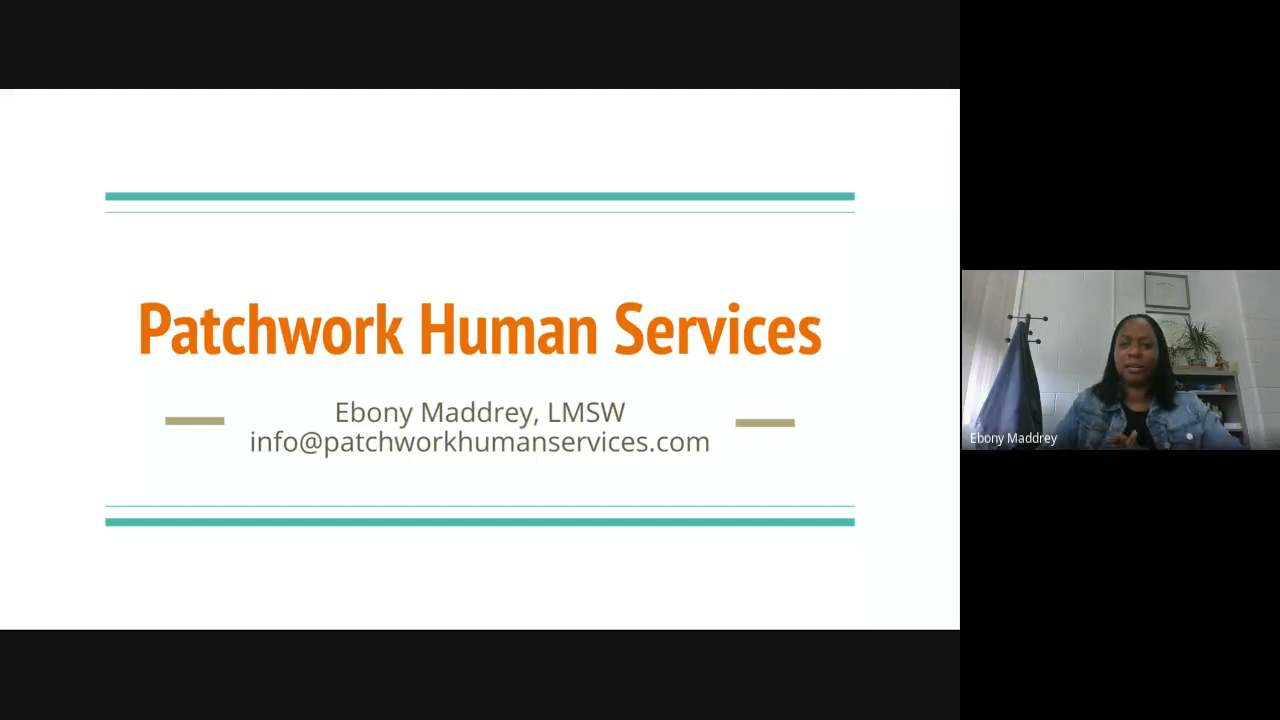 Patchwork Human Services
Ebony Maddrey, LMSW
info@patchworkhumanservices.com
Ebony Maddrey